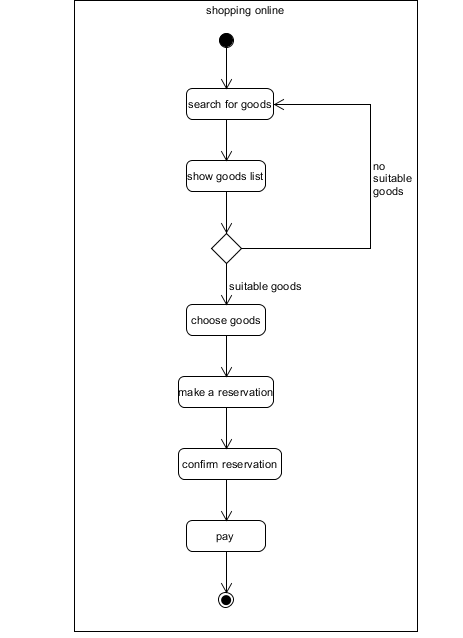 shopping online
search for goods
show goods list
no
suitable
goods
suitable goods
choose goods
make a reservation
confirm reservation
pay